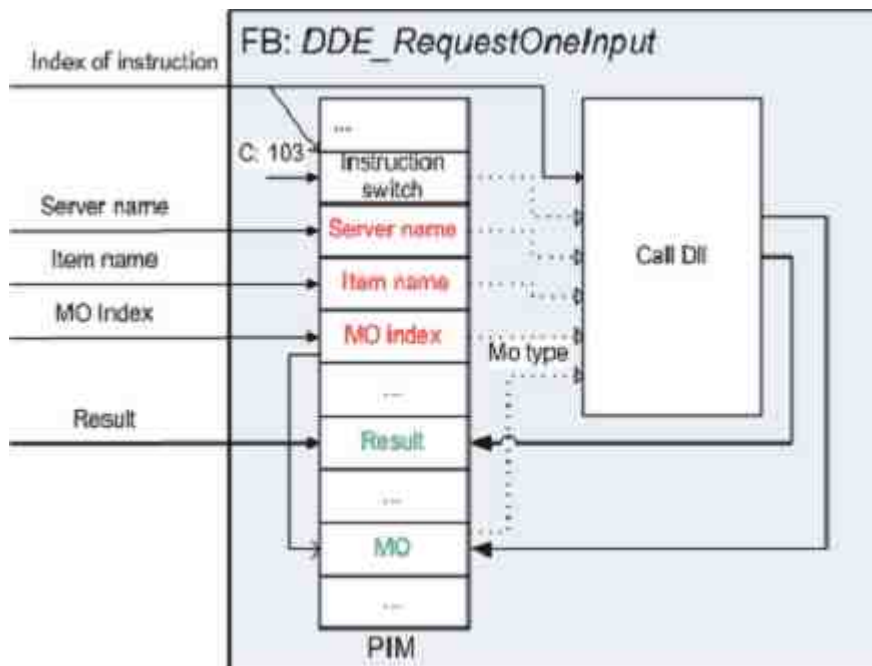 FB: DDE_RequestOneInput
Index of instruction
...
C: 103
Instruction
switch
Server name
Server name
Item name
Item name
MO Index
MO index
Call Dll
Mo type
...
Result
Result
...
MO
...
PIM